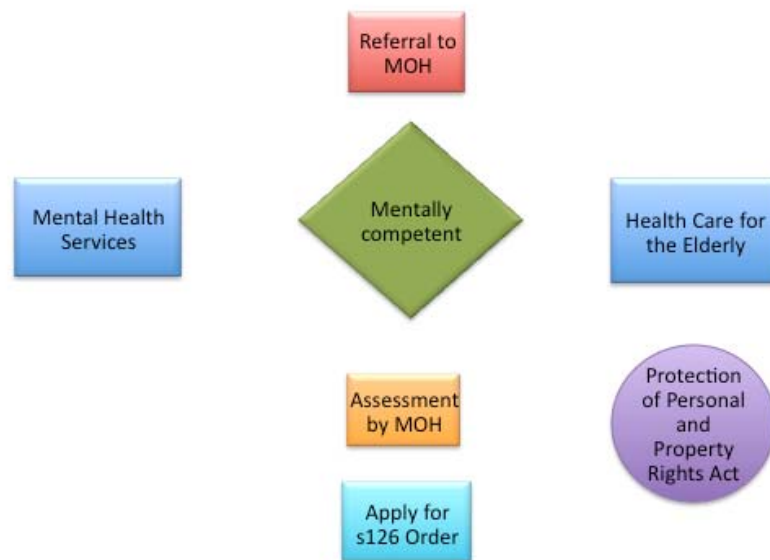 Referral to
MOH
Mental Health
Services
Mentally
competent
Health Care for
the Elderly
Assessment
by MOH
Protection
of Personal
and
Property
Rights Act
Apply for
s126 Order